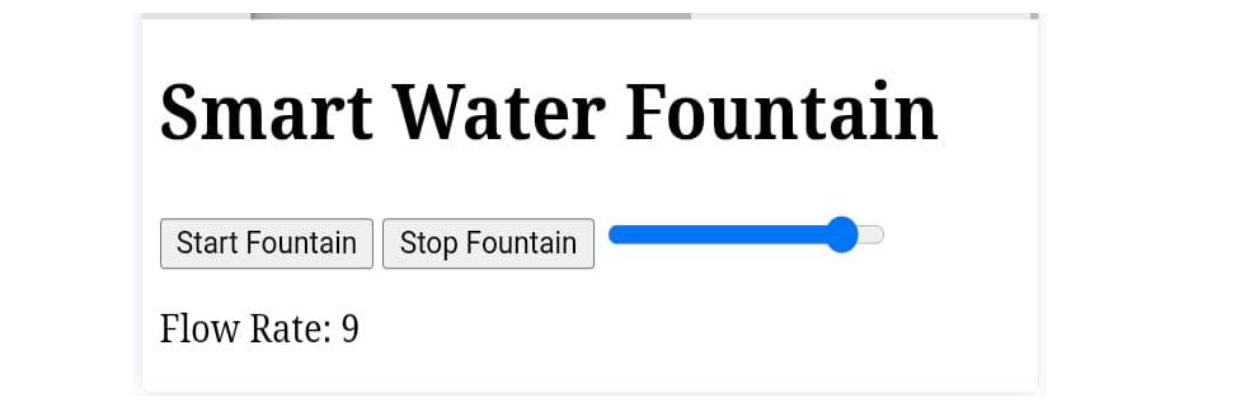 Smart Water Fountain
Start Fountain Stop Fountain
Flow Rate: 9